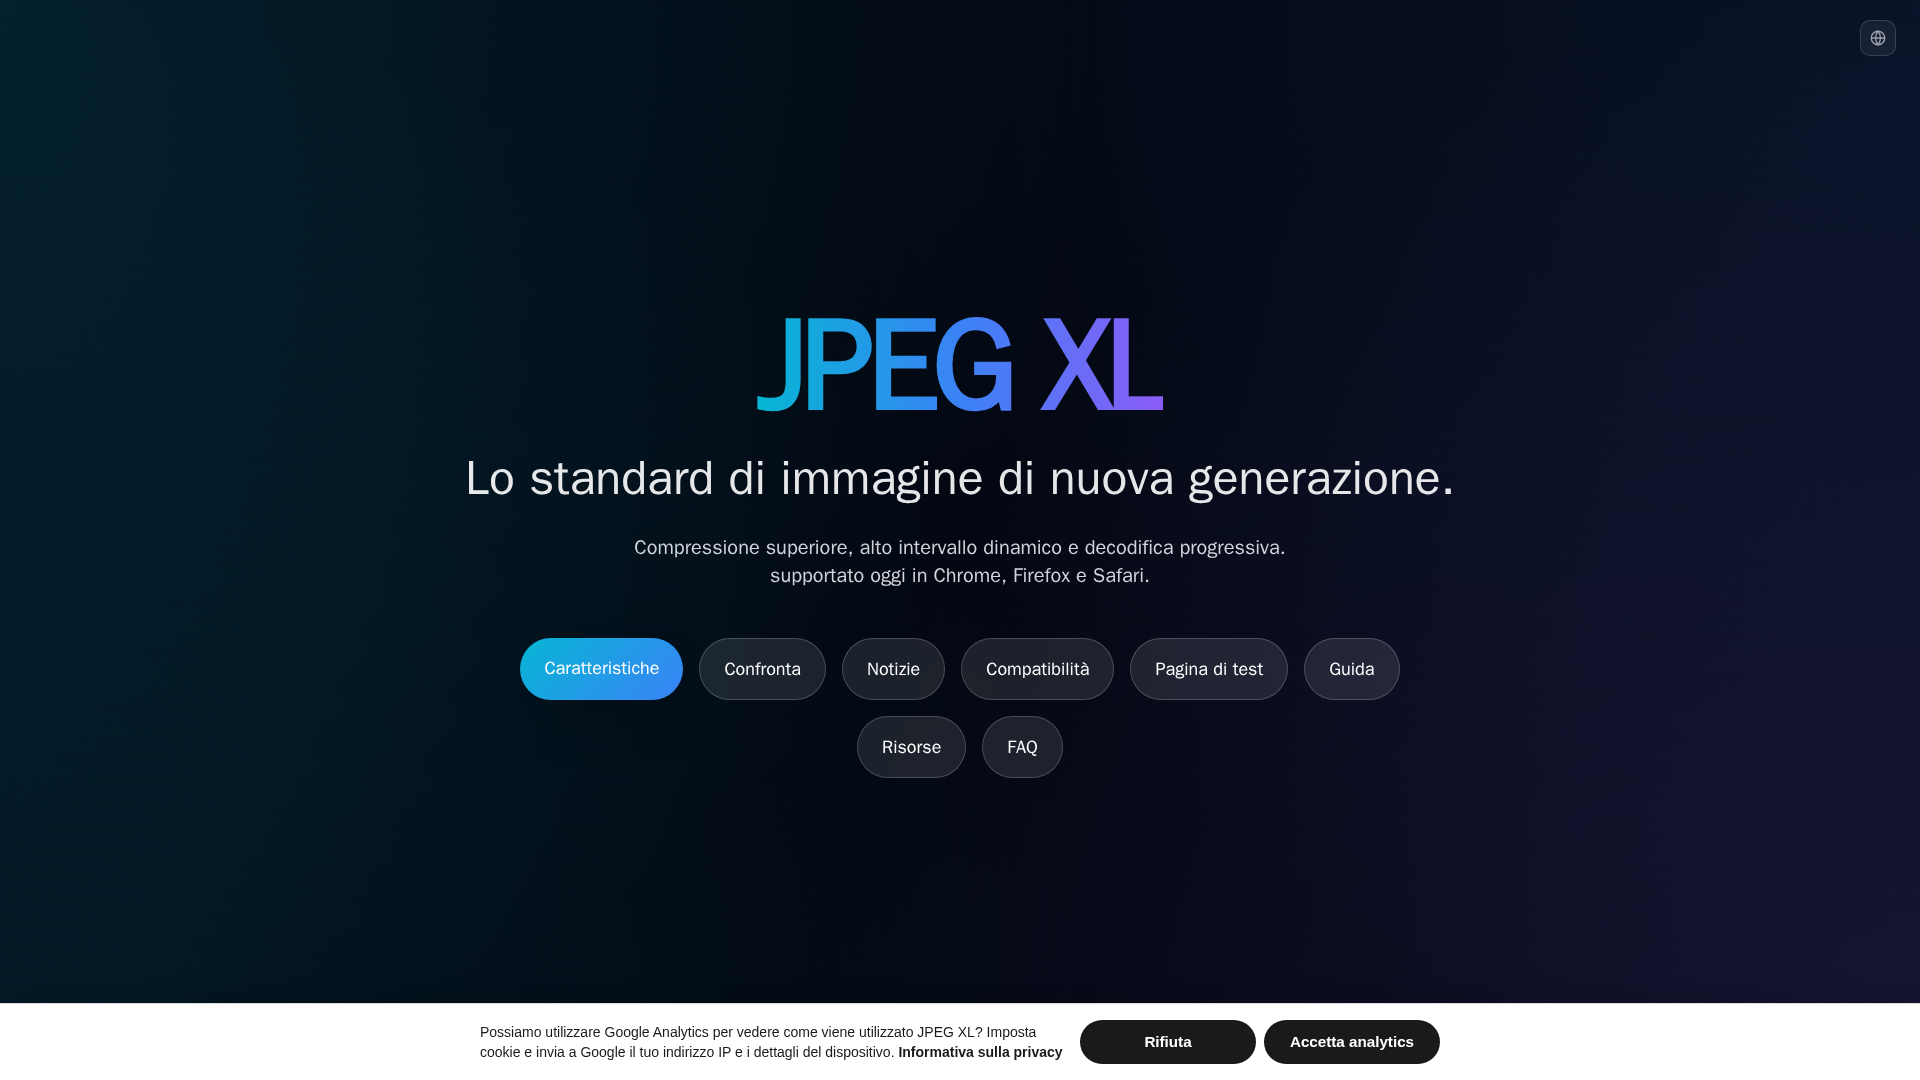 JPEG XL
Lo standard di immagine di nuova generazione.
Compressione superiore, alto intervallo dinamico e decodifica progressiva.
supportato oggi in Chrome, Firefox e Safari.
Caratteristiche
Confronta
Notizie
Compatibilità
Pagina di test
Guida
Risorse
FAQ
Possiamo utilizzare Google Analytics per vedere come viene utilizzato JPEG XL? Imposta
cookie e invia a Google il tuo indirizzo IP e i dettagli del dispositivo. Informativa sulla privacy
Rifiuta
Accetta analytics